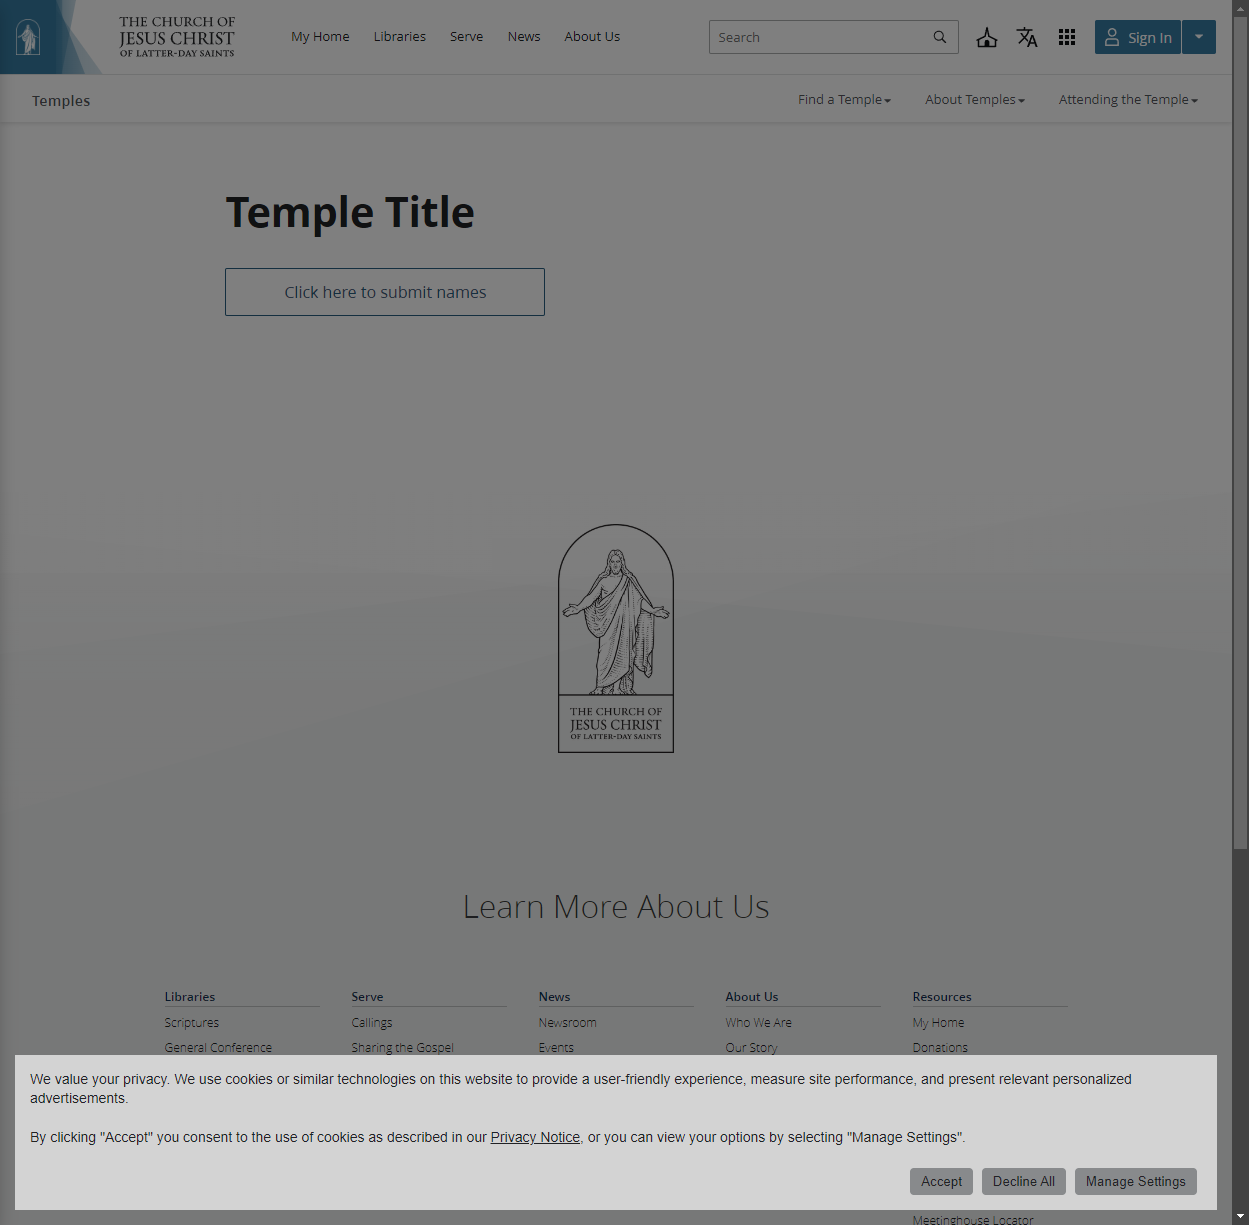 THE CHURCH OF
JESUS CHRIST
OF LATTER-DAY SAINTS
My Home
Libraries
Serve
News
About Us
Search
Sign In
Temples
Find a Temple
About Temples
Attending the Temple
Temple Title
Click here to submit names
THE CHURCH OF
JESUS CHRIST
OF LATTER-DAY SAINTS
Learn More About Us
Libraries
Scriptures
General Conference
Serve
Callings
Sharing the Gospel
News
Newsroom
Events
About Us
Who We Are
Our Story
Resources
My Home
Donations
We value your privacy. We use cookies or similar technologies on this website to provide a user-friendly experience, measure site performance, and present relevant personalized
advertisements.
By clicking "Accept" you consent to the use of cookies as described in our Privacy Notice, or you can view your options by selecting "Manage Settings".
Accept
Decline All
Manage Settings
Meetinghouse Locator